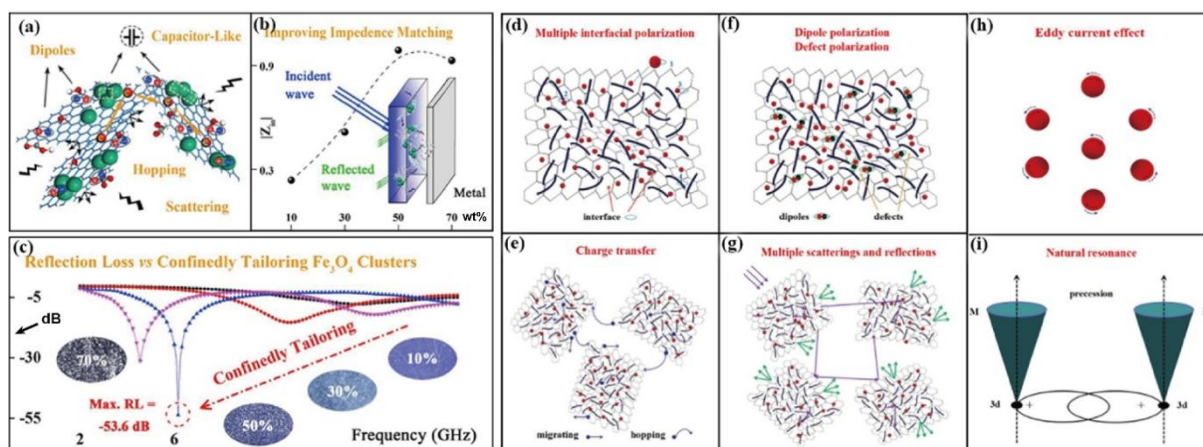 (a)
Dipoles
Capacitor-Like
Hopping
Scattering
(b)
Improving Impedence Matching
0.9
|Z_in|
0.3
Incident
wave
Reflected
wave
Metal
10 30 50 70 wt%
(c)
Reflection Loss vs Confinedly Tailoring Fe3O4 Clusters
-5
dB
-30
-55
70%
Confinedly Tailoring
10%
30%
50%
Max. RL =
-53.6 dB
2 6 Frequency (GHz)
(d)
Multiple interfacial polarization
interface
(e)
Charge transfer
migrating hopping
(f)
Dipole polarization
Defect polarization
dipoles defects
(g)
Multiple scatterings and reflections
(h)
Eddy current effect
(i)
Natural resonance
precession
M
3d + + 3d